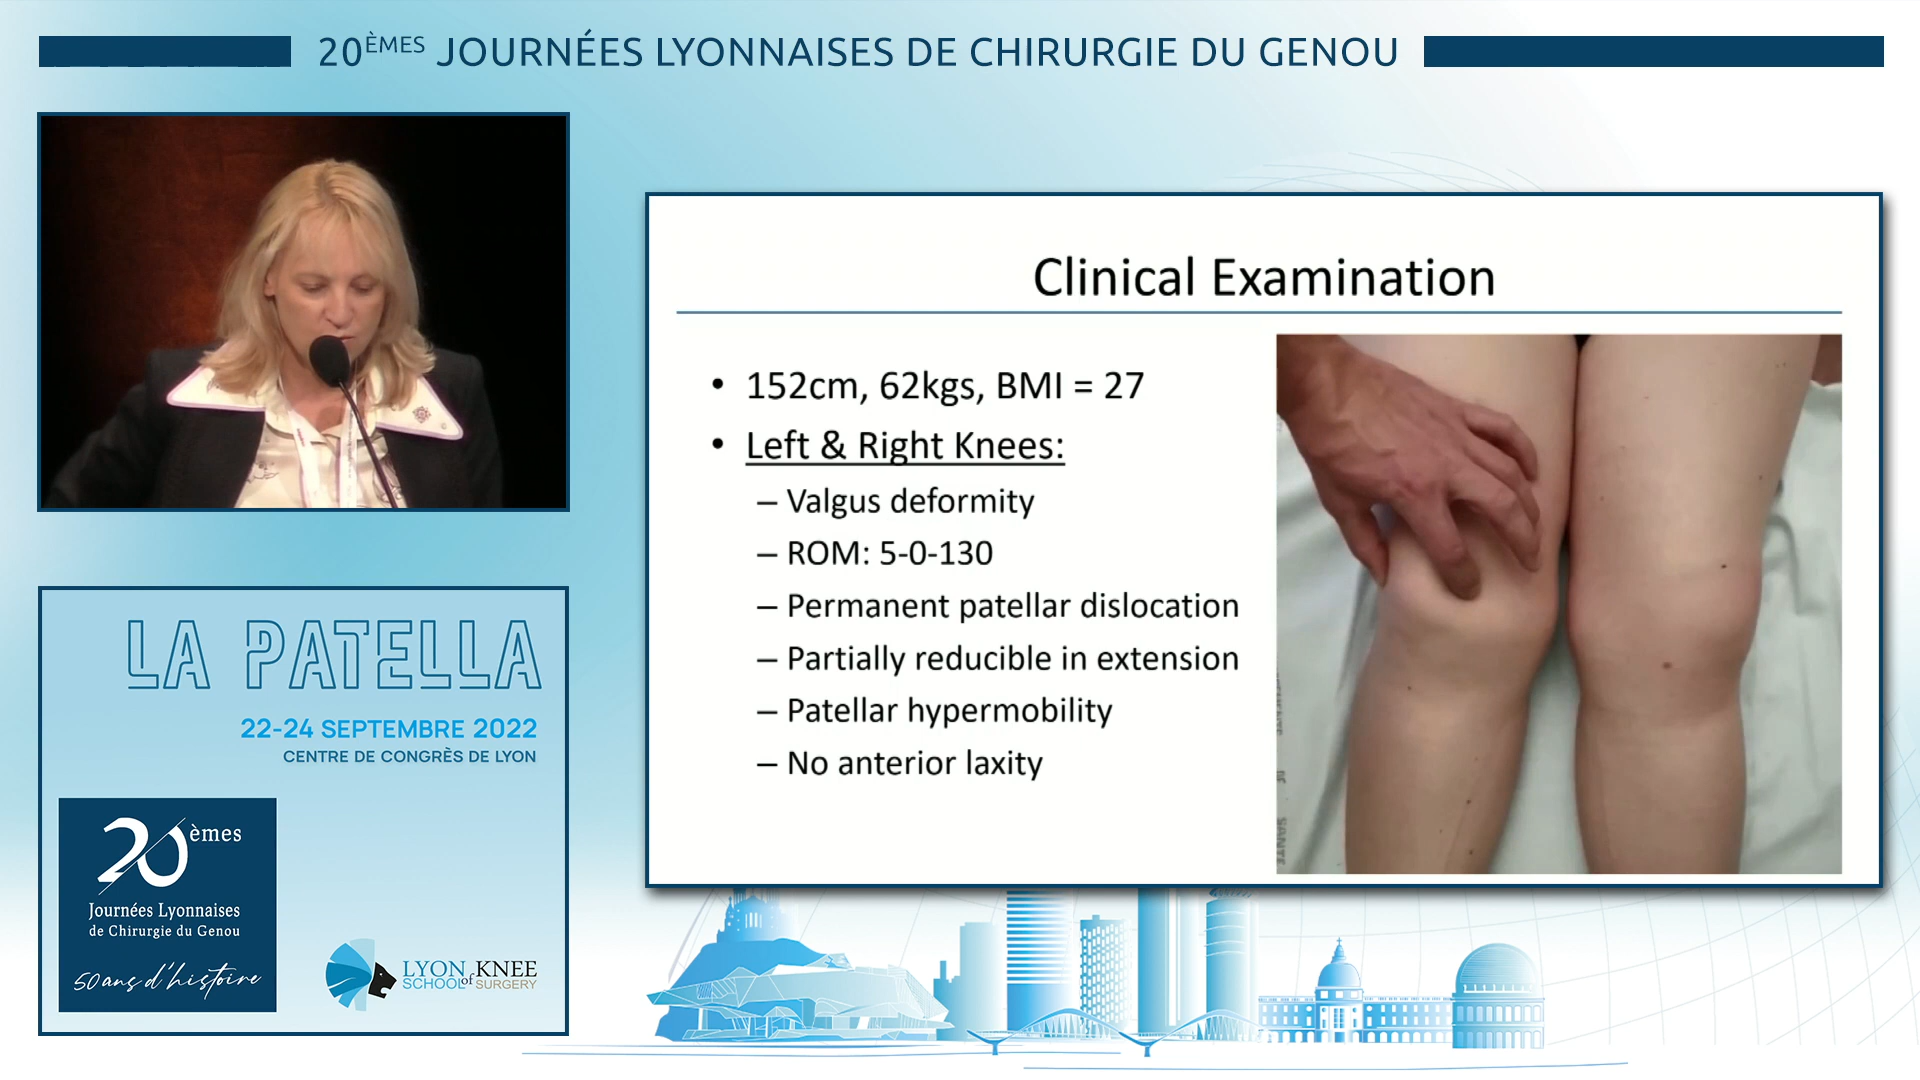 20ÈMES JOURNÉES LYONNAISES DE CHIRURGIE DU GENOU
Clinical Examination
• 152cm, 62kgs, BMI = 27
• Left & Right Knees:
– Valgus deformity
– ROM: 5-0-130
– Permanent patellar dislocation
– Partially reducible in extension
– Patellar hypermobility
– No anterior laxity
LA PATELLA
22-24 SEPTEMBRE 2022
CENTRE DE CONGRÈS DE LYON
20èmes
Journées Lyonnaises
de Chirurgie du Genou
50 ans d'histoire
LYON KNEE
SCHOOL of SURGERY